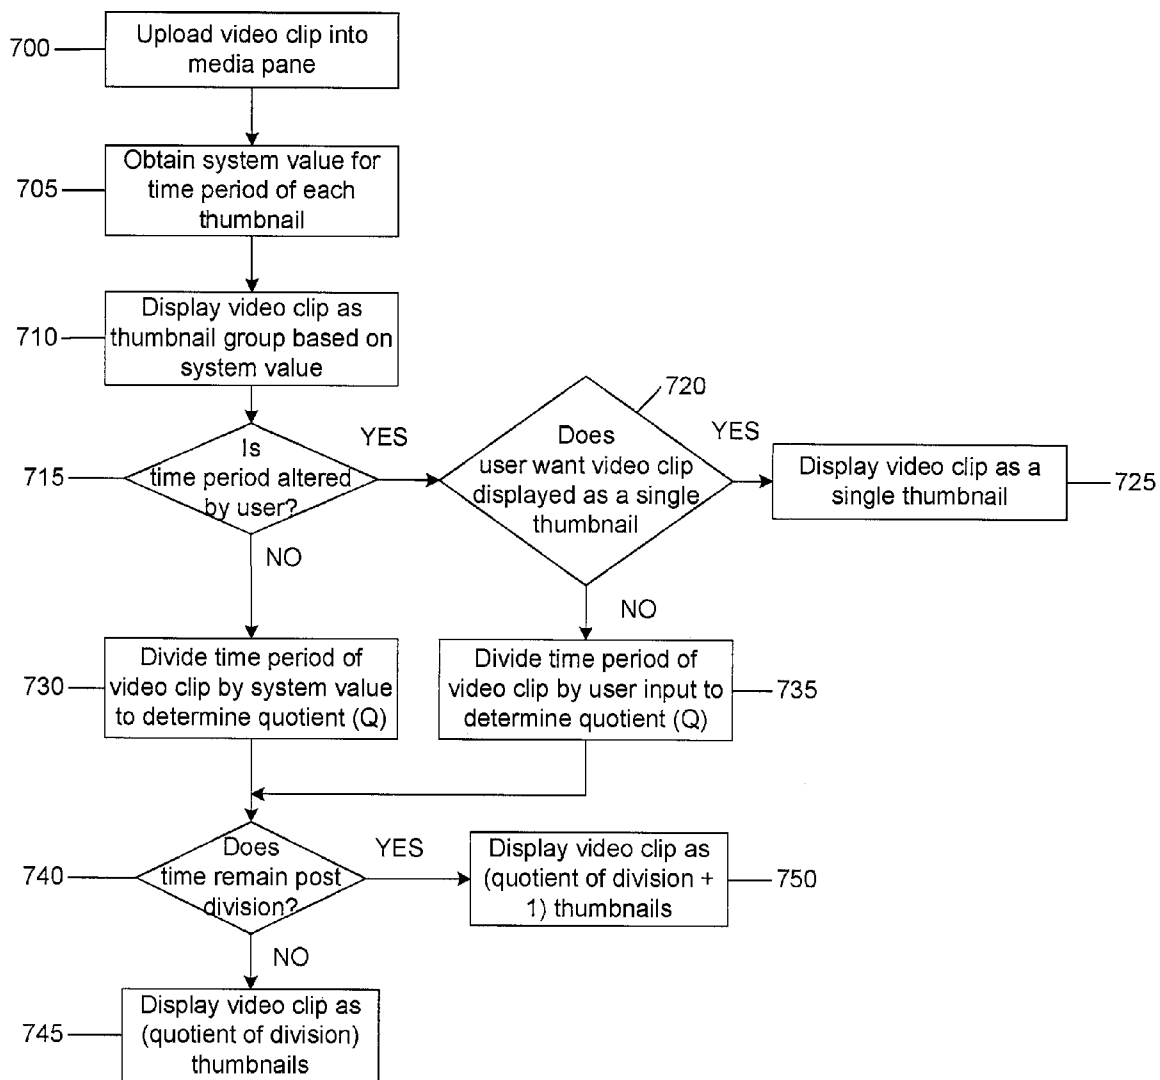 700
Upload video clip into
media pane
705
Obtain system value for
time period of each
thumbnail
710
Display video clip as
thumbnail group based on
system value
715
Is
time period altered
by user?
YES
NO
720
Does
user want video clip
displayed as a single
thumbnail
YES
NO
Display video clip as a
single thumbnail
725
730
Divide time period of
video clip by system value
to determine quotient (Q)
Divide time period of
video clip by user input to
determine quotient (Q)
735
740
Does
time remain post
division?
YES
NO
Display video clip as
(quotient of division +
1) thumbnails
750
745
Display video clip as
(quotient of division)
thumbnails